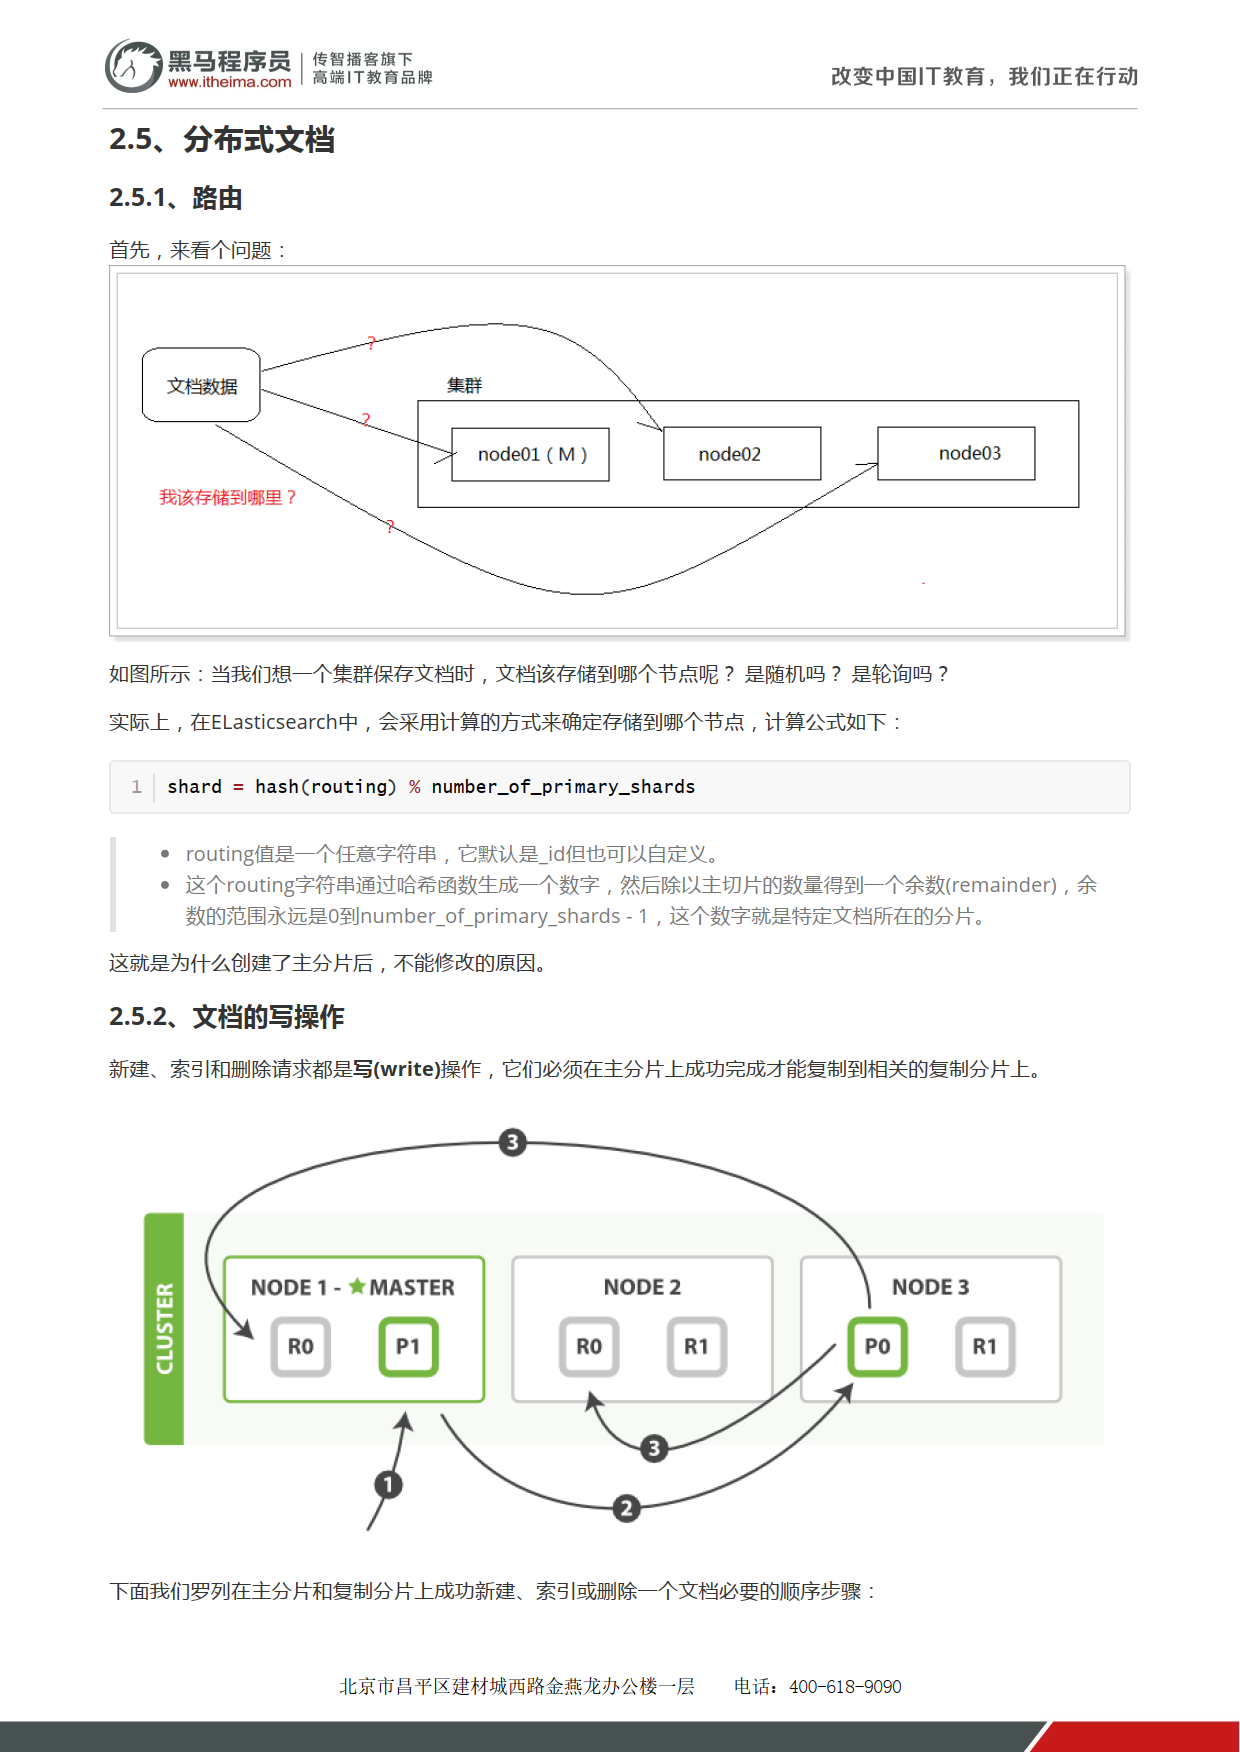 黑马程序员
www.itheima.com
传智播客旗下
高端IT教育品牌
改变中国IT教育，我们正在行动
2.5、分布式文档
2.5.1、路由
首先，来看个问题：
?
文档数据
集群
?
node01（M）
node02
node03
我该存储到哪里？
?
如图所示：当我们想一个集群保存文档时，文档该存储到哪个节点呢？ 是随机吗？ 是轮询吗？
实际上，在ELasticsearch中，会采用计算的方式来确定存储到哪个节点，计算公式如下：
1 shard = hash(routing) % number_of_primary_shards
• routing值是一个任意字符串，它默认是_id但也可以自定义。
• 这个routing字符串通过哈希函数生成一个数字，然后除以主切片的数量得到一个余数(remainder)，余
数的范围永远是0到number_of_primary_shards - 1，这个数字就是特定文档所在的分片。
这就是为什么创建了主分片后，不能修改的原因。
2.5.2、文档的写操作
新建、索引和删除请求都是写(write)操作，它们必须在主分片上成功完成才能复制到相关的复制分片上。
3
CLUSTER
NODE 1 - ★ MASTER
R0
P1
NODE 2
R0
R1
NODE 3
P0
R1
3
1
2
下面我们罗列在主分片和复制分片上成功新建、索引或删除一个文档必要的顺序步骤：
北京市昌平区建材城西路金燕龙办公楼一层 电话：400-618-9090